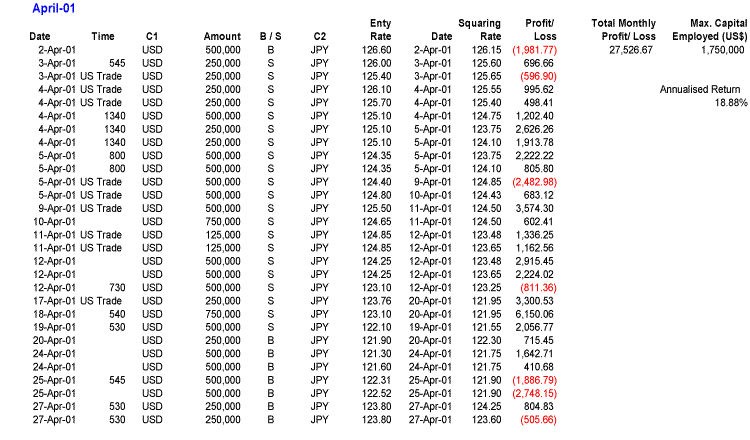 April-01
Enty Squaring Profit/ Total Monthly Max. Capital
Date Time C1 Amount B / S C2 Rate Date Rate Loss Profit/ Loss Employed (US$)
2-Apr-01 USD 500,000 B JPY 126.60 2-Apr-01 126.15 (1,981.77) 27,526.67 1,750,000
3-Apr-01 545 USD 250,000 S JPY 126.00 3-Apr-01 125.60 696.66
3-Apr-01 US Trade USD 250,000 S JPY 125.40 3-Apr-01 125.65 (596.90)
4-Apr-01 US Trade USD 250,000 S JPY 126.10 4-Apr-01 125.55 995.62 Annualised Return
4-Apr-01 US Trade USD 250,000 S JPY 125.70 4-Apr-01 125.40 498.41 18.88%
4-Apr-01 1340 USD 500,000 S JPY 125.10 4-Apr-01 124.75 1,202.40
4-Apr-01 1340 USD 250,000 S JPY 125.10 5-Apr-01 123.75 2,626.26
4-Apr-01 1340 USD 250,000 S JPY 125.10 5-Apr-01 124.10 1,913.78
5-Apr-01 800 USD 500,000 S JPY 124.35 5-Apr-01 123.75 2,222.22
5-Apr-01 800 USD 500,000 S JPY 124.35 5-Apr-01 124.10 805.80
5-Apr-01 US Trade USD 500,000 S JPY 124.40 9-Apr-01 124.85 (2,482.98)
5-Apr-01 US Trade USD 500,000 S JPY 124.80 10-Apr-01 124.43 683.12
9-Apr-01 US Trade USD 500,000 S JPY 125.50 11-Apr-01 124.50 3,574.30
10-Apr-01 USD 750,000 S JPY 124.65 11-Apr-01 124.50 602.41
11-Apr-01 US Trade USD 125,000 S JPY 124.85 12-Apr-01 123.48 1,336.25
11-Apr-01 US Trade USD 125,000 S JPY 124.85 12-Apr-01 123.65 1,162.56
12-Apr-01 USD 500,000 S JPY 124.25 12-Apr-01 123.48 2,915.45
12-Apr-01 USD 500,000 S JPY 124.25 12-Apr-01 123.65 2,224.02
12-Apr-01 730 USD 500,000 S JPY 123.10 12-Apr-01 123.25 (811.36)
17-Apr-01 US Trade USD 250,000 S JPY 123.76 20-Apr-01 121.95 3,300.53
18-Apr-01 540 USD 750,000 S JPY 123.10 20-Apr-01 121.95 6,150.06
19-Apr-01 530 USD 500,000 S JPY 122.10 19-Apr-01 121.55 2,056.77
20-Apr-01 USD 250,000 B JPY 121.90 20-Apr-01 122.30 715.45
24-Apr-01 USD 500,000 B JPY 121.30 24-Apr-01 121.75 1,642.71
24-Apr-01 USD 500,000 B JPY 121.60 24-Apr-01 121.75 410.68
25-Apr-01 545 USD 500,000 B JPY 122.31 25-Apr-01 121.90 (1,886.79)
25-Apr-01 USD 500,000 B JPY 122.52 25-Apr-01 121.90 (2,748.15)
27-Apr-01 530 USD 250,000 B JPY 123.80 27-Apr-01 124.25 804.83
27-Apr-01 530 USD 250,000 B JPY 123.80 27-Apr-01 123.60 (505.66)